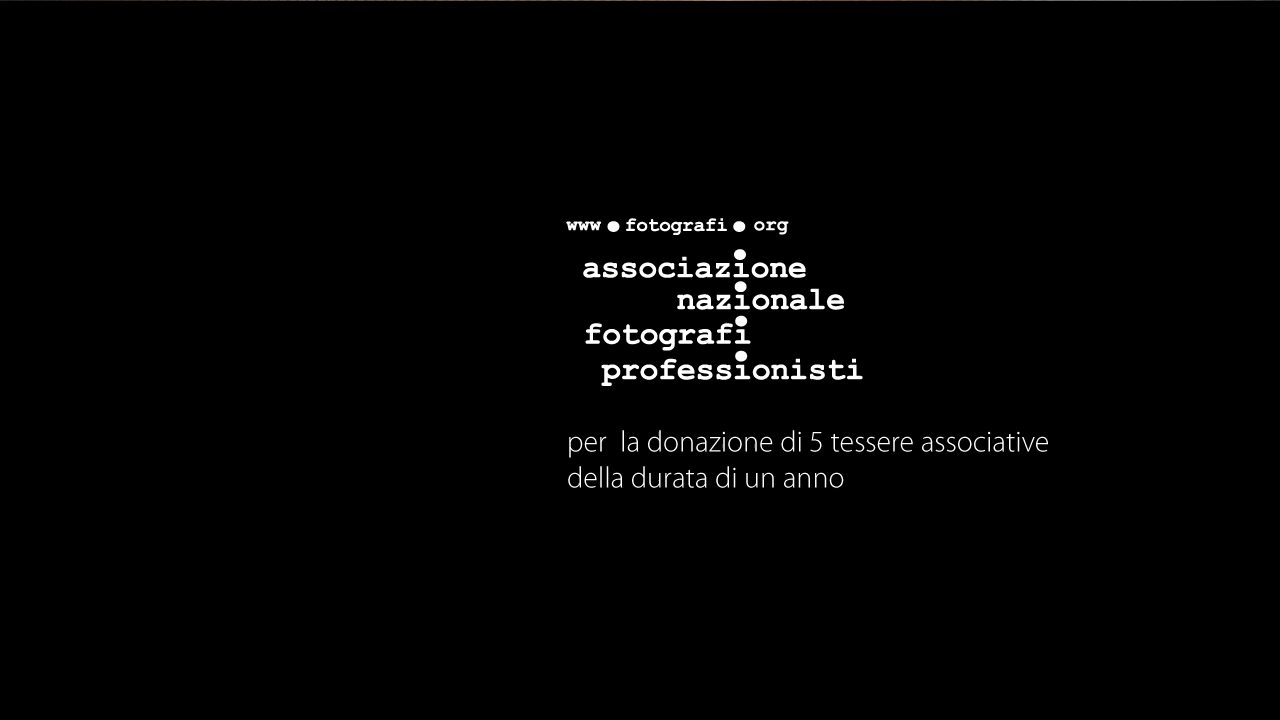 www.fotografi.org
associazione
nazionale
fotografi
professionisti
per la donazione di 5 tessere associative
della durata di un anno